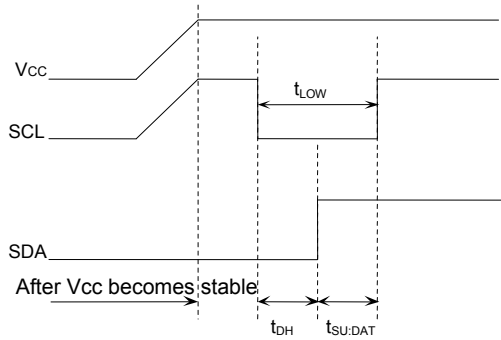 VCC
tLOW
SCL
SDA
After Vcc becomes stable
tDH
tSU:DAT